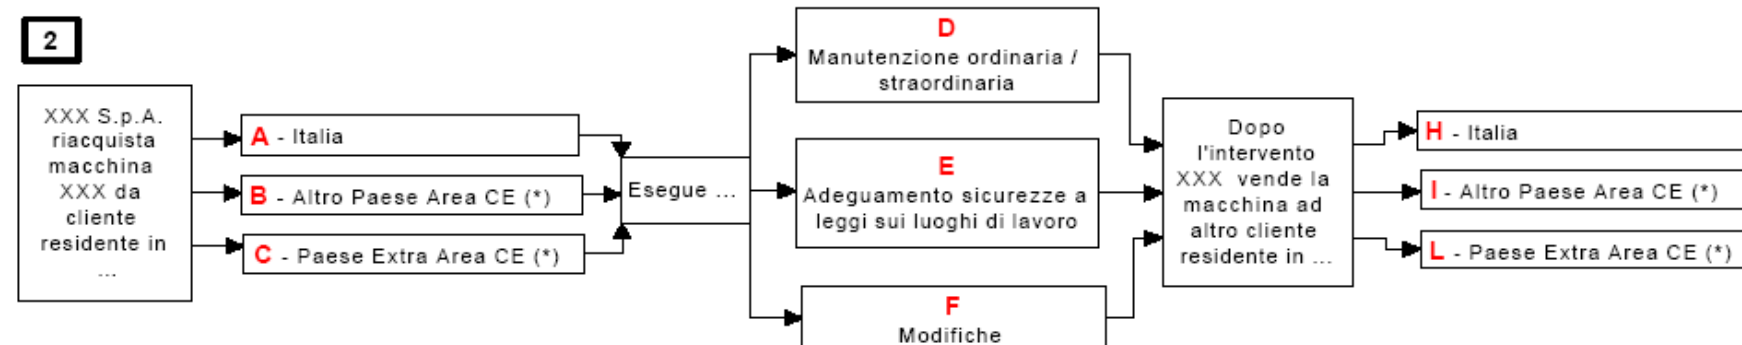 2
XXX S.p.A.
riacquista
macchina
XXX da
cliente
residente in
...
A - Italia
B - Altro Paese Area CE (*)
C - Paese Extra Area CE (*)
Esegue ...
D
Manutenzione ordinaria /
straordinaria
E
Adeguamento sicurezze a
leggi sui luoghi di lavoro
F
Modifiche
Dopo
l'intervento
XXX vende la
macchina ad
altro cliente
residente in ...
H - Italia
I - Altro Paese Area CE (*)
L - Paese Extra Area CE (*)